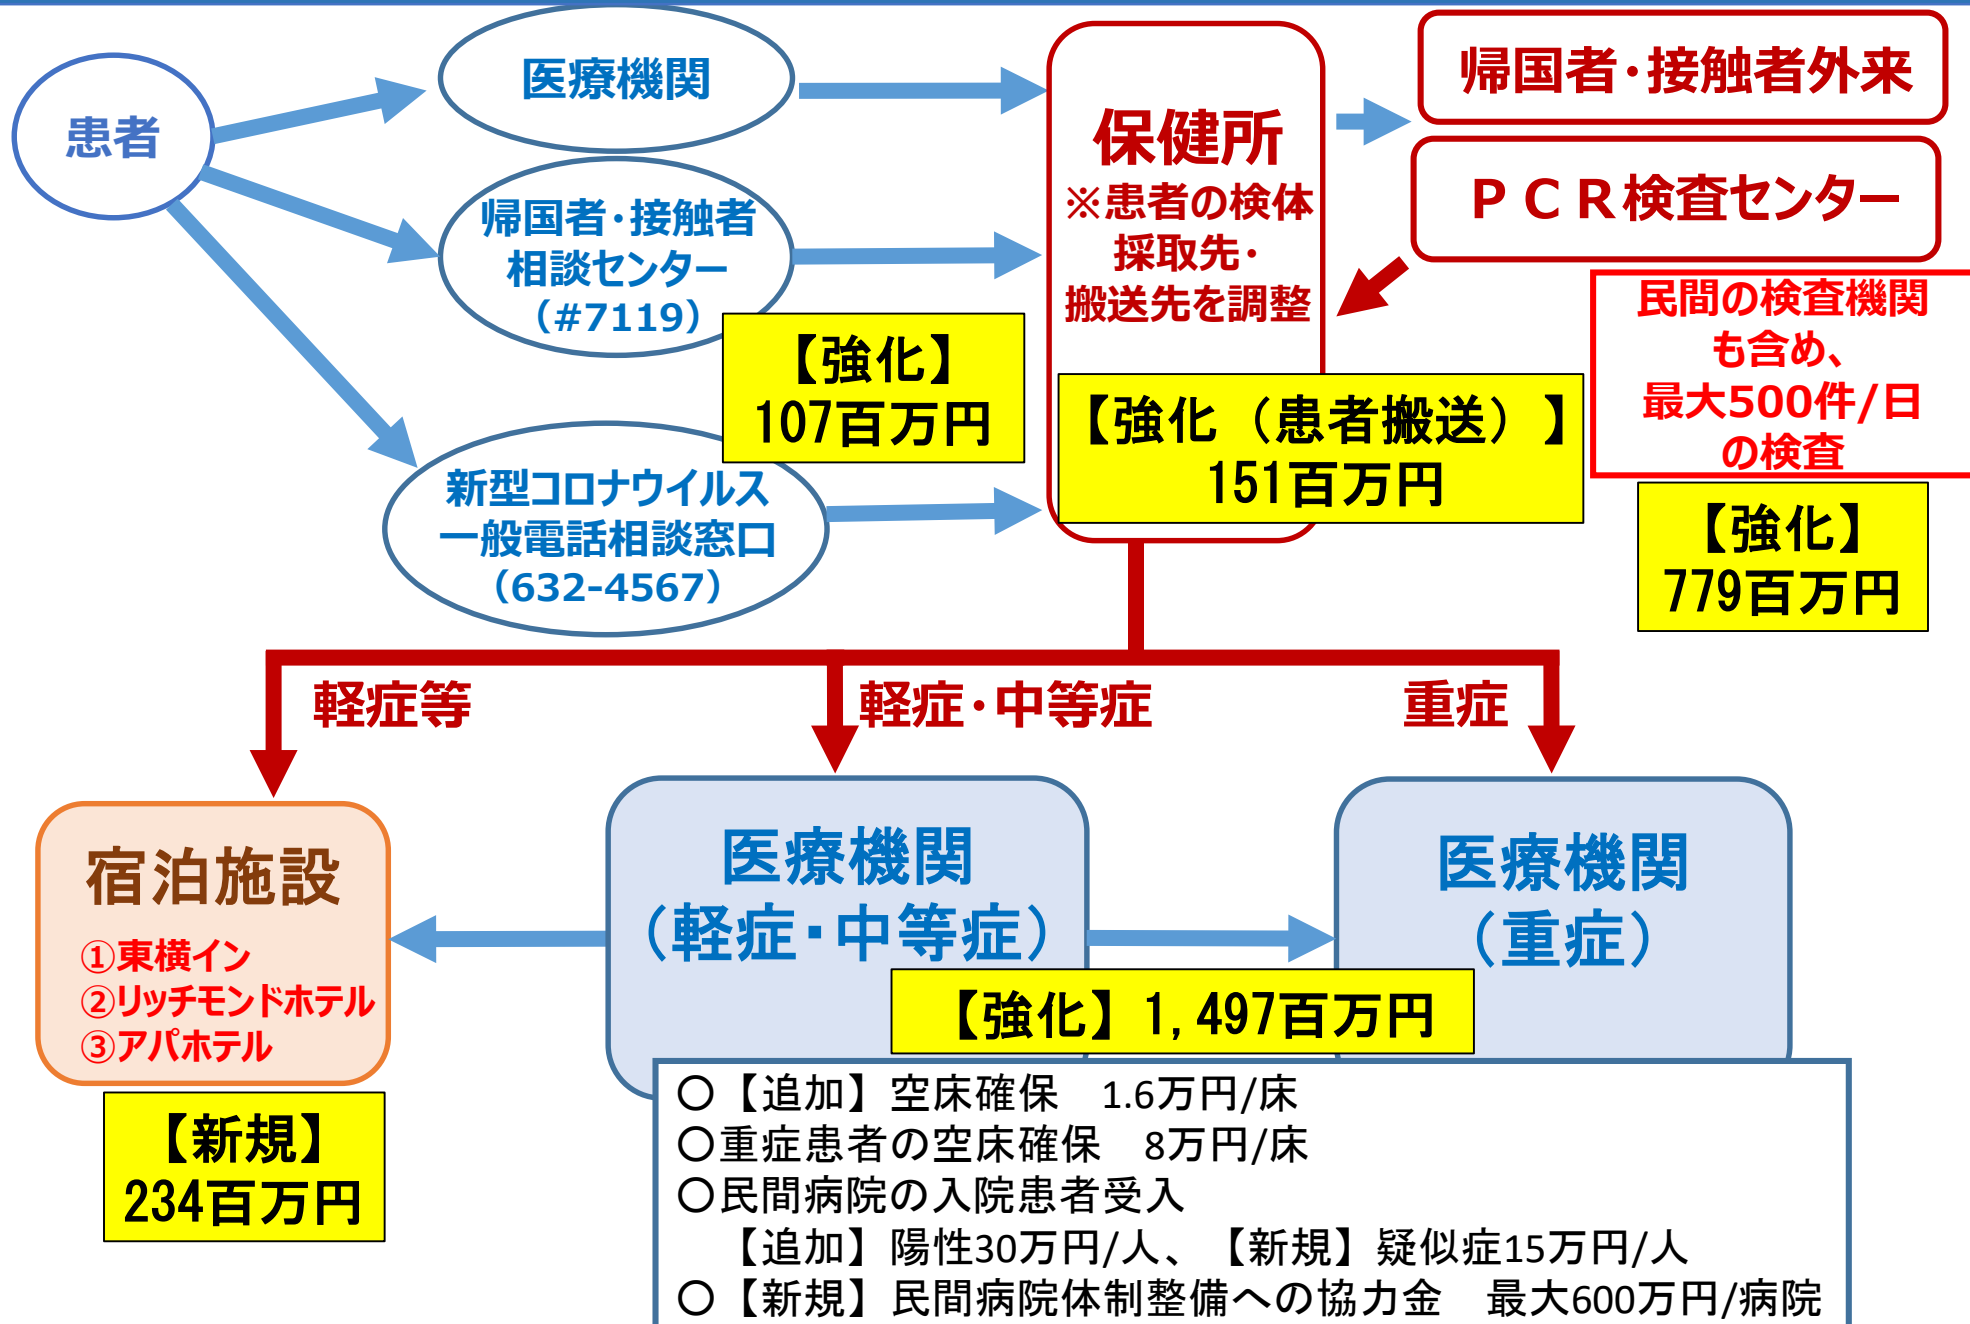 患者
医療機関
帰国者・接触者
相談センター
（#7119）
【強化】
107百万円
新型コロナウイルス
一般電話相談窓口
（632-4567）
保健所
※患者の検体
採取先・
搬送先を調整
【強化（患者搬送）】
151百万円
帰国者・接触者外来
ＰＣＲ検査センター
民間の検査機関
も含め、
最大500件/日
の検査
【強化】
779百万円
軽症等
軽症・中等症
重症
宿泊施設
①東横イン
②リッチモンドホテル
③アパホテル
【新規】
234百万円
医療機関
（軽症・中等症）
医療機関
（重症）
【強化】1,497百万円
〇【追加】空床確保　1.6万円/床
〇重症患者の空床確保　8万円/床
〇民間病院の入院患者受入
【追加】陽性30万円/人、【新規】疑似症15万円/人
〇【新規】民間病院体制整備への協力金　最大600万円/病院